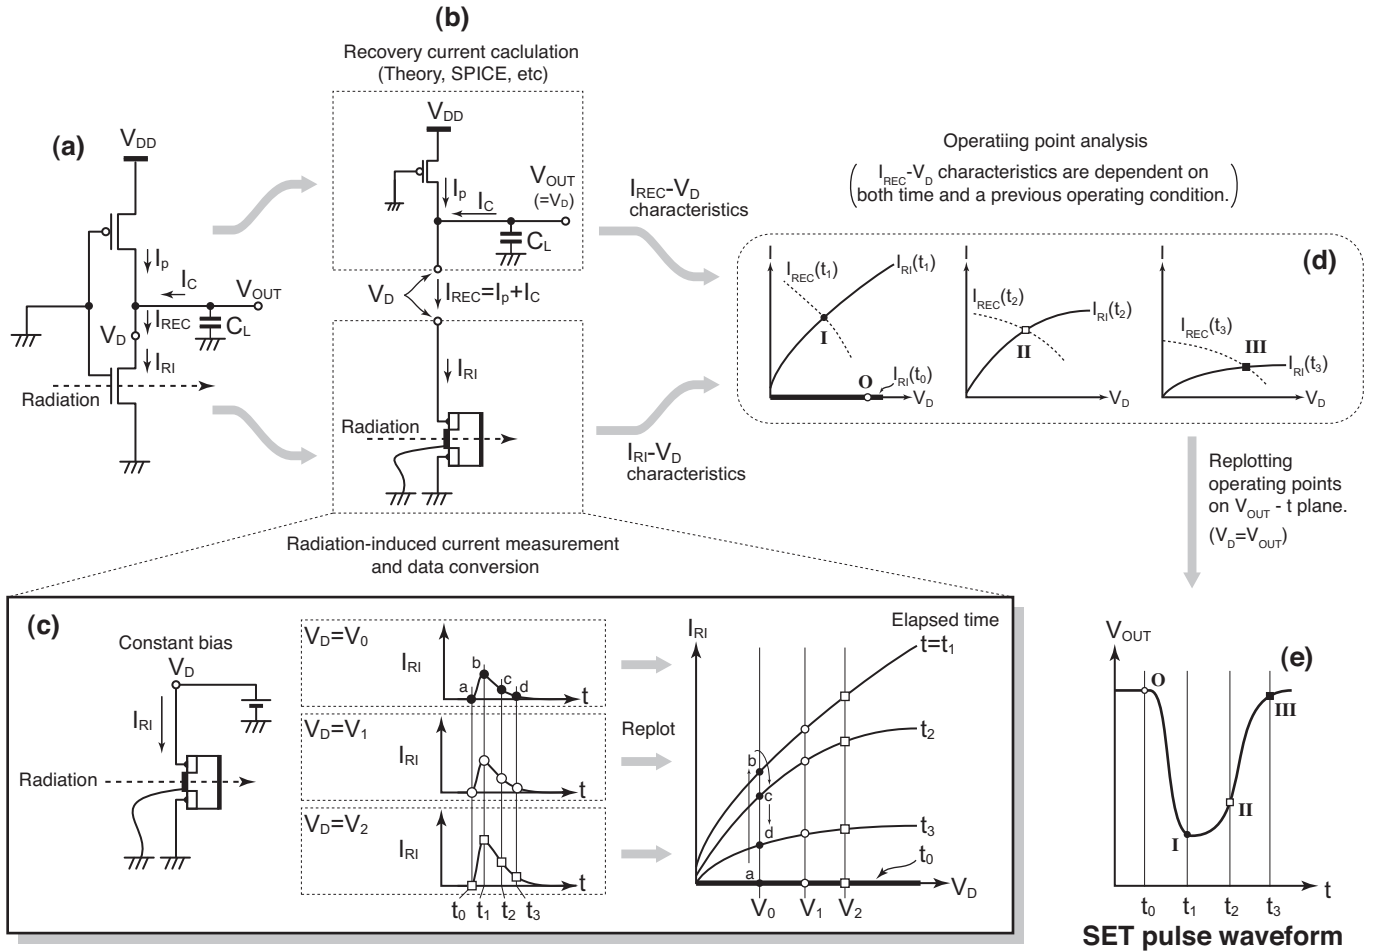 (a)
VDD
Ip
IC
VOUT
IREC
CL
VD
IRI
Radiation
(b)
Recovery current caclulation
(Theory, SPICE, etc)
VDD
Ip
IC
VOUT
(=VD)
CL
VD
IREC=Ip+IC
IRI
Radiation
Radiation-induced current measurement
and data conversion
IREC-VD
characteristics
IRI-VD
characteristics
Operatiing point analysis
IREC-VD characteristics are dependent on
both time and a previous operating condition.
(d)
I
IREC(t1)
IRI(t1)
I
O
IRI(t0)
VD
I
IREC(t2)
IRI(t2)
II
VD
I
IREC(t3)
III
IRI(t3)
VD
Replotting
operating points
on VOUT - t plane.
(VD=VOUT)
(c)
Constant bias
VD
IRI
Radiation
VD=V0
IRI
a
b
c
d
t
VD=V1
IRI
t
VD=V2
IRI
t
t0 t1 t2 t3
Replot
IRI
Elapsed time
t=t1
t2
t3
t0
b
c
d
a
VD
V0 V1 V2
(e)
VOUT
O
I
II
III
t
t0 t1 t2 t3
SET pulse waveform